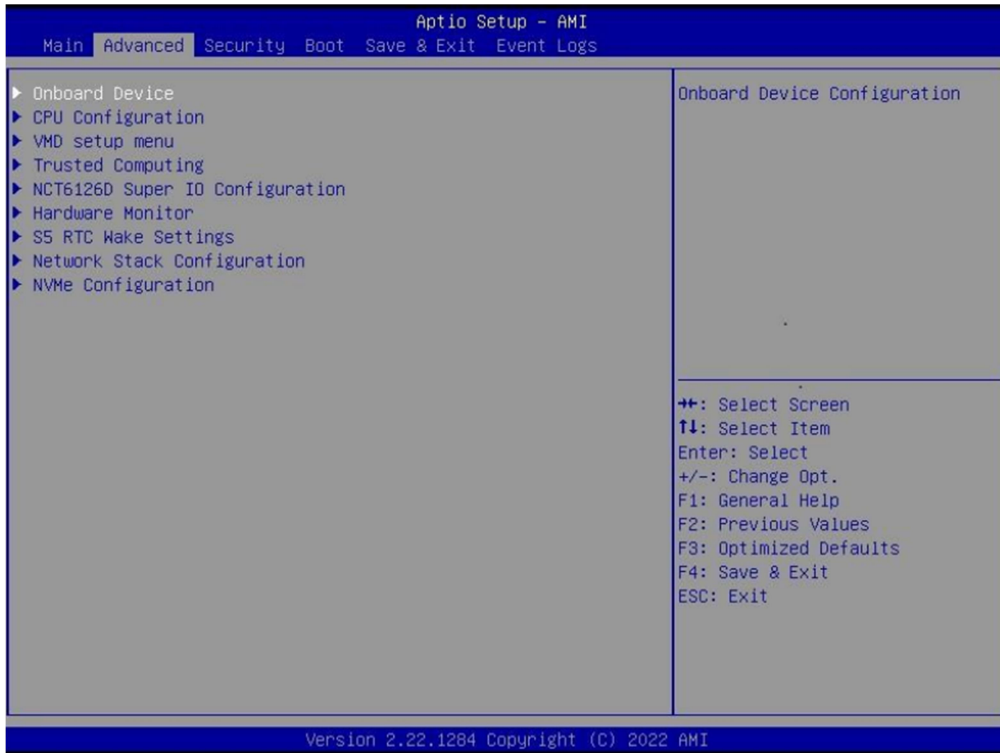 Aptio Setup - AMI
Main Advanced Security Boot Save & Exit Event Logs
Onboard Device
CPU Configuration
VMD setup menu
Trusted Computing
NCT6126D Super IO Configuration
Hardware Monitor
S5 RTC Wake Settings
Network Stack Configuration
NVMe Configuration
Onboard Device Configuration
→←: Select Screen
↑↓: Select Item
Enter: Select
+/-: Change Opt.
F1: General Help
F2: Previous Values
F3: Optimized Defaults
F4: Save & Exit
ESC: Exit
Version 2.22.1284 Copyright (C) 2022 AMI